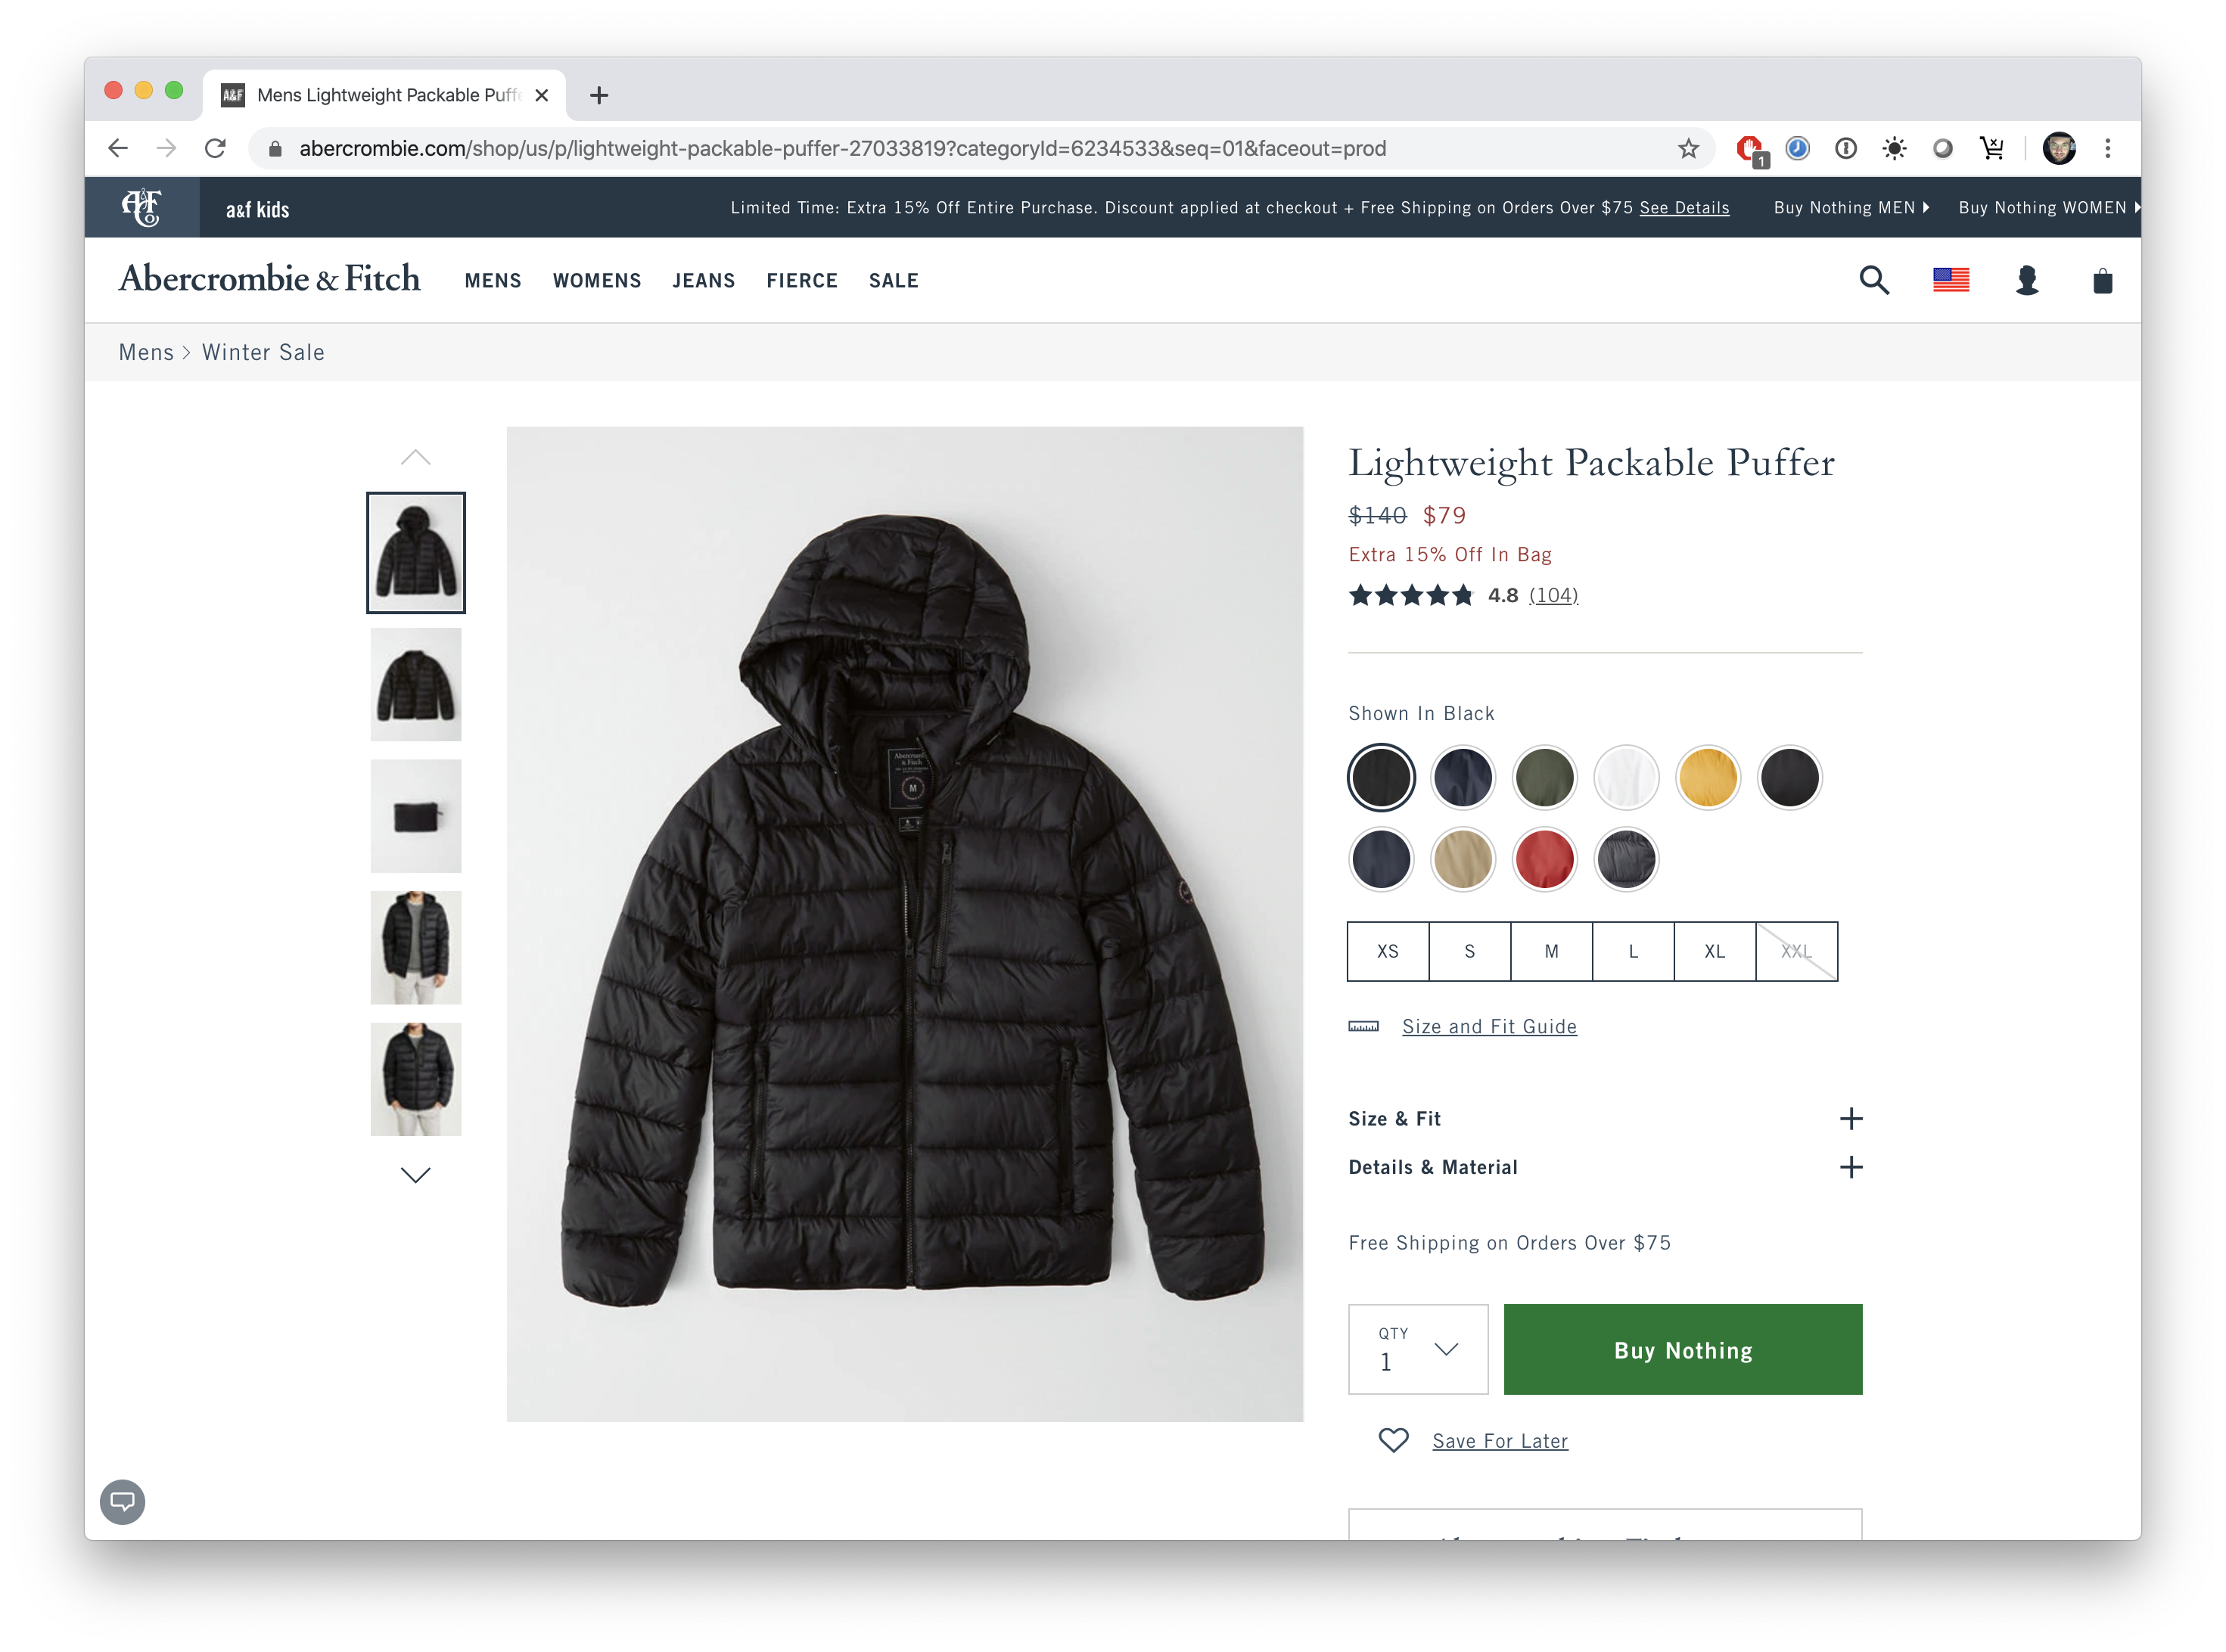 A&F Mens Lightweight Packable Puff
abercrombie.com/shop/us/p/lightweight-packable-puffer-27033819?categoryId=6234533&seq=01&faceout=prod
1
A&F Co
a&f kids
Limited Time: Extra 15% Off Entire Purchase. Discount applied at checkout + Free Shipping on Orders Over $75 See Details
Buy Nothing MEN
Buy Nothing WOMEN
Abercrombie & Fitch
MENS WOMENS JEANS FIERCE SALE
Mens > Winter Sale
Abercrombie
& Fitch
M
Lightweight Packable Puffer
$140 $79
Extra 15% Off In Bag
4.8 (104)
Shown In Black
XS S M L XL XXL
Size and Fit Guide
Size & Fit
Details & Material
Free Shipping on Orders Over $75
QTY
1
Buy Nothing
Save For Later